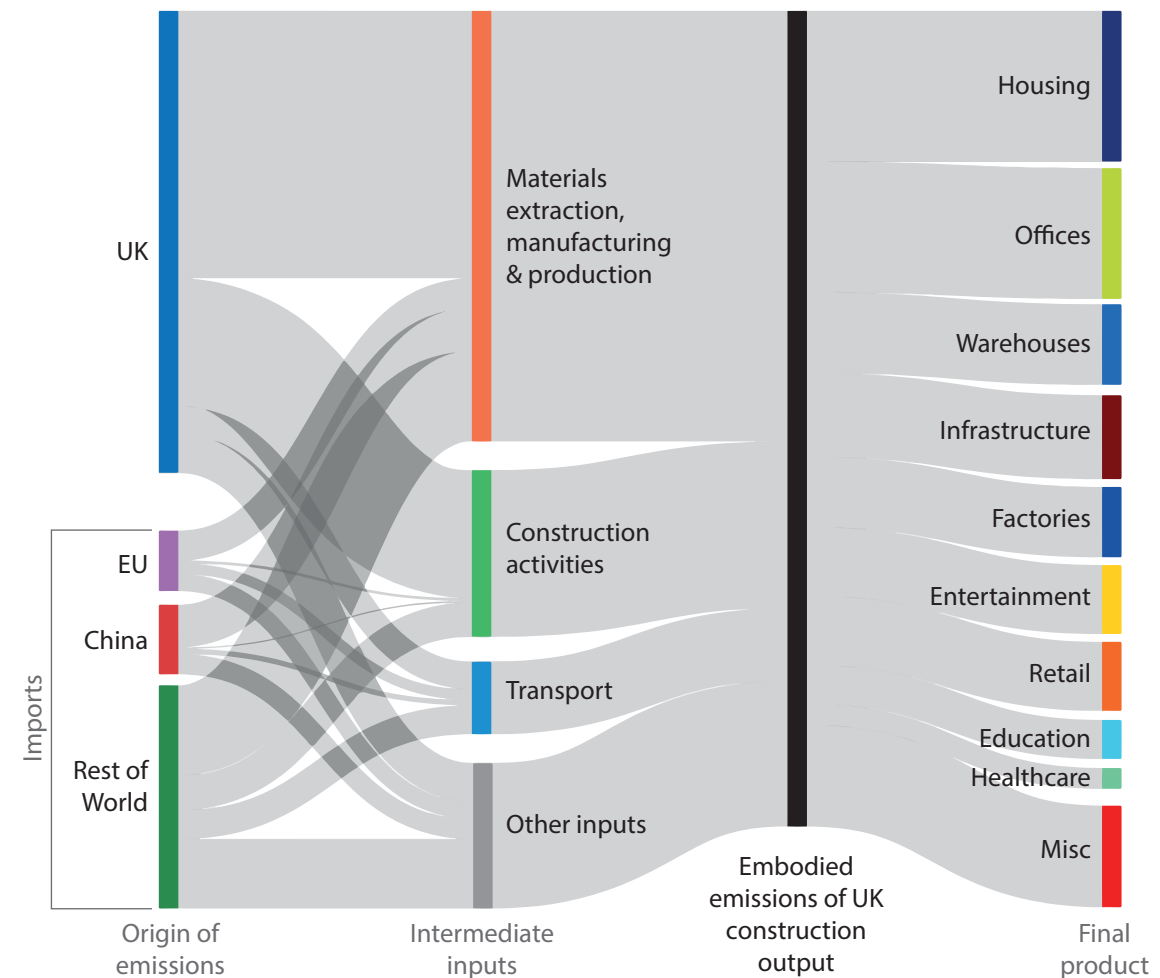 UK
EU
China
Rest of
World
Imports
Origin of
emissions
Materials
extraction,
manufacturing
& production
Construction
activities
Transport
Other inputs
Intermediate
inputs
Embodied
emissions of UK
construction
output
Housing
Offices
Warehouses
Infrastructure
Factories
Entertainment
Retail
Education
Healthcare
Misc
Final
product